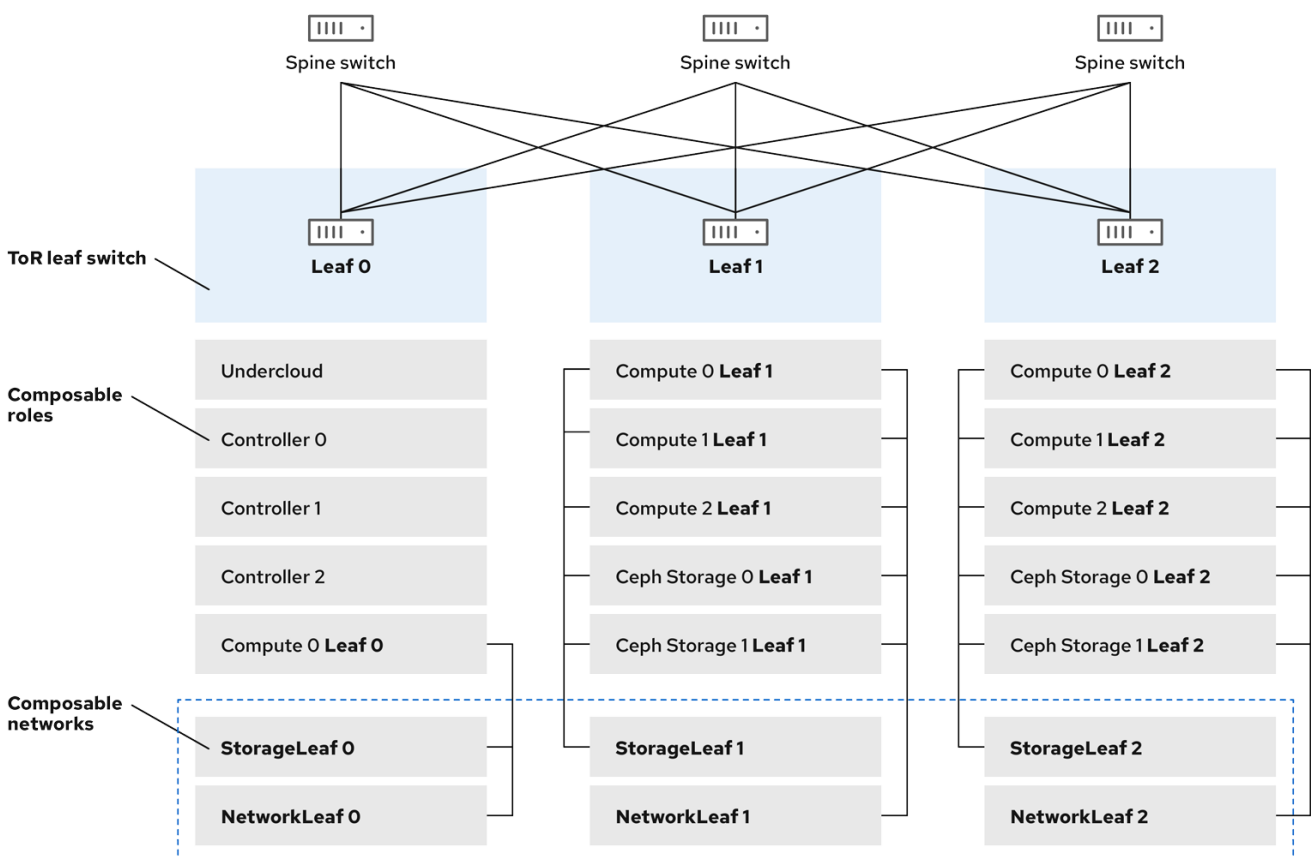 Spine switch
Spine switch
Spine switch
ToR leaf switch
Leaf 0
Leaf 1
Leaf 2
Composable
roles
Undercloud
Controller 0
Controller 1
Controller 2
Compute 0 Leaf 0
Compute 0 Leaf 1
Compute 1 Leaf 1
Compute 2 Leaf 1
Ceph Storage 0 Leaf 1
Ceph Storage 1 Leaf 1
Compute 0 Leaf 2
Compute 1 Leaf 2
Compute 2 Leaf 2
Ceph Storage 0 Leaf 2
Ceph Storage 1 Leaf 2
Composable
networks
StorageLeaf 0
NetworkLeaf 0
StorageLeaf 1
NetworkLeaf 1
StorageLeaf 2
NetworkLeaf 2